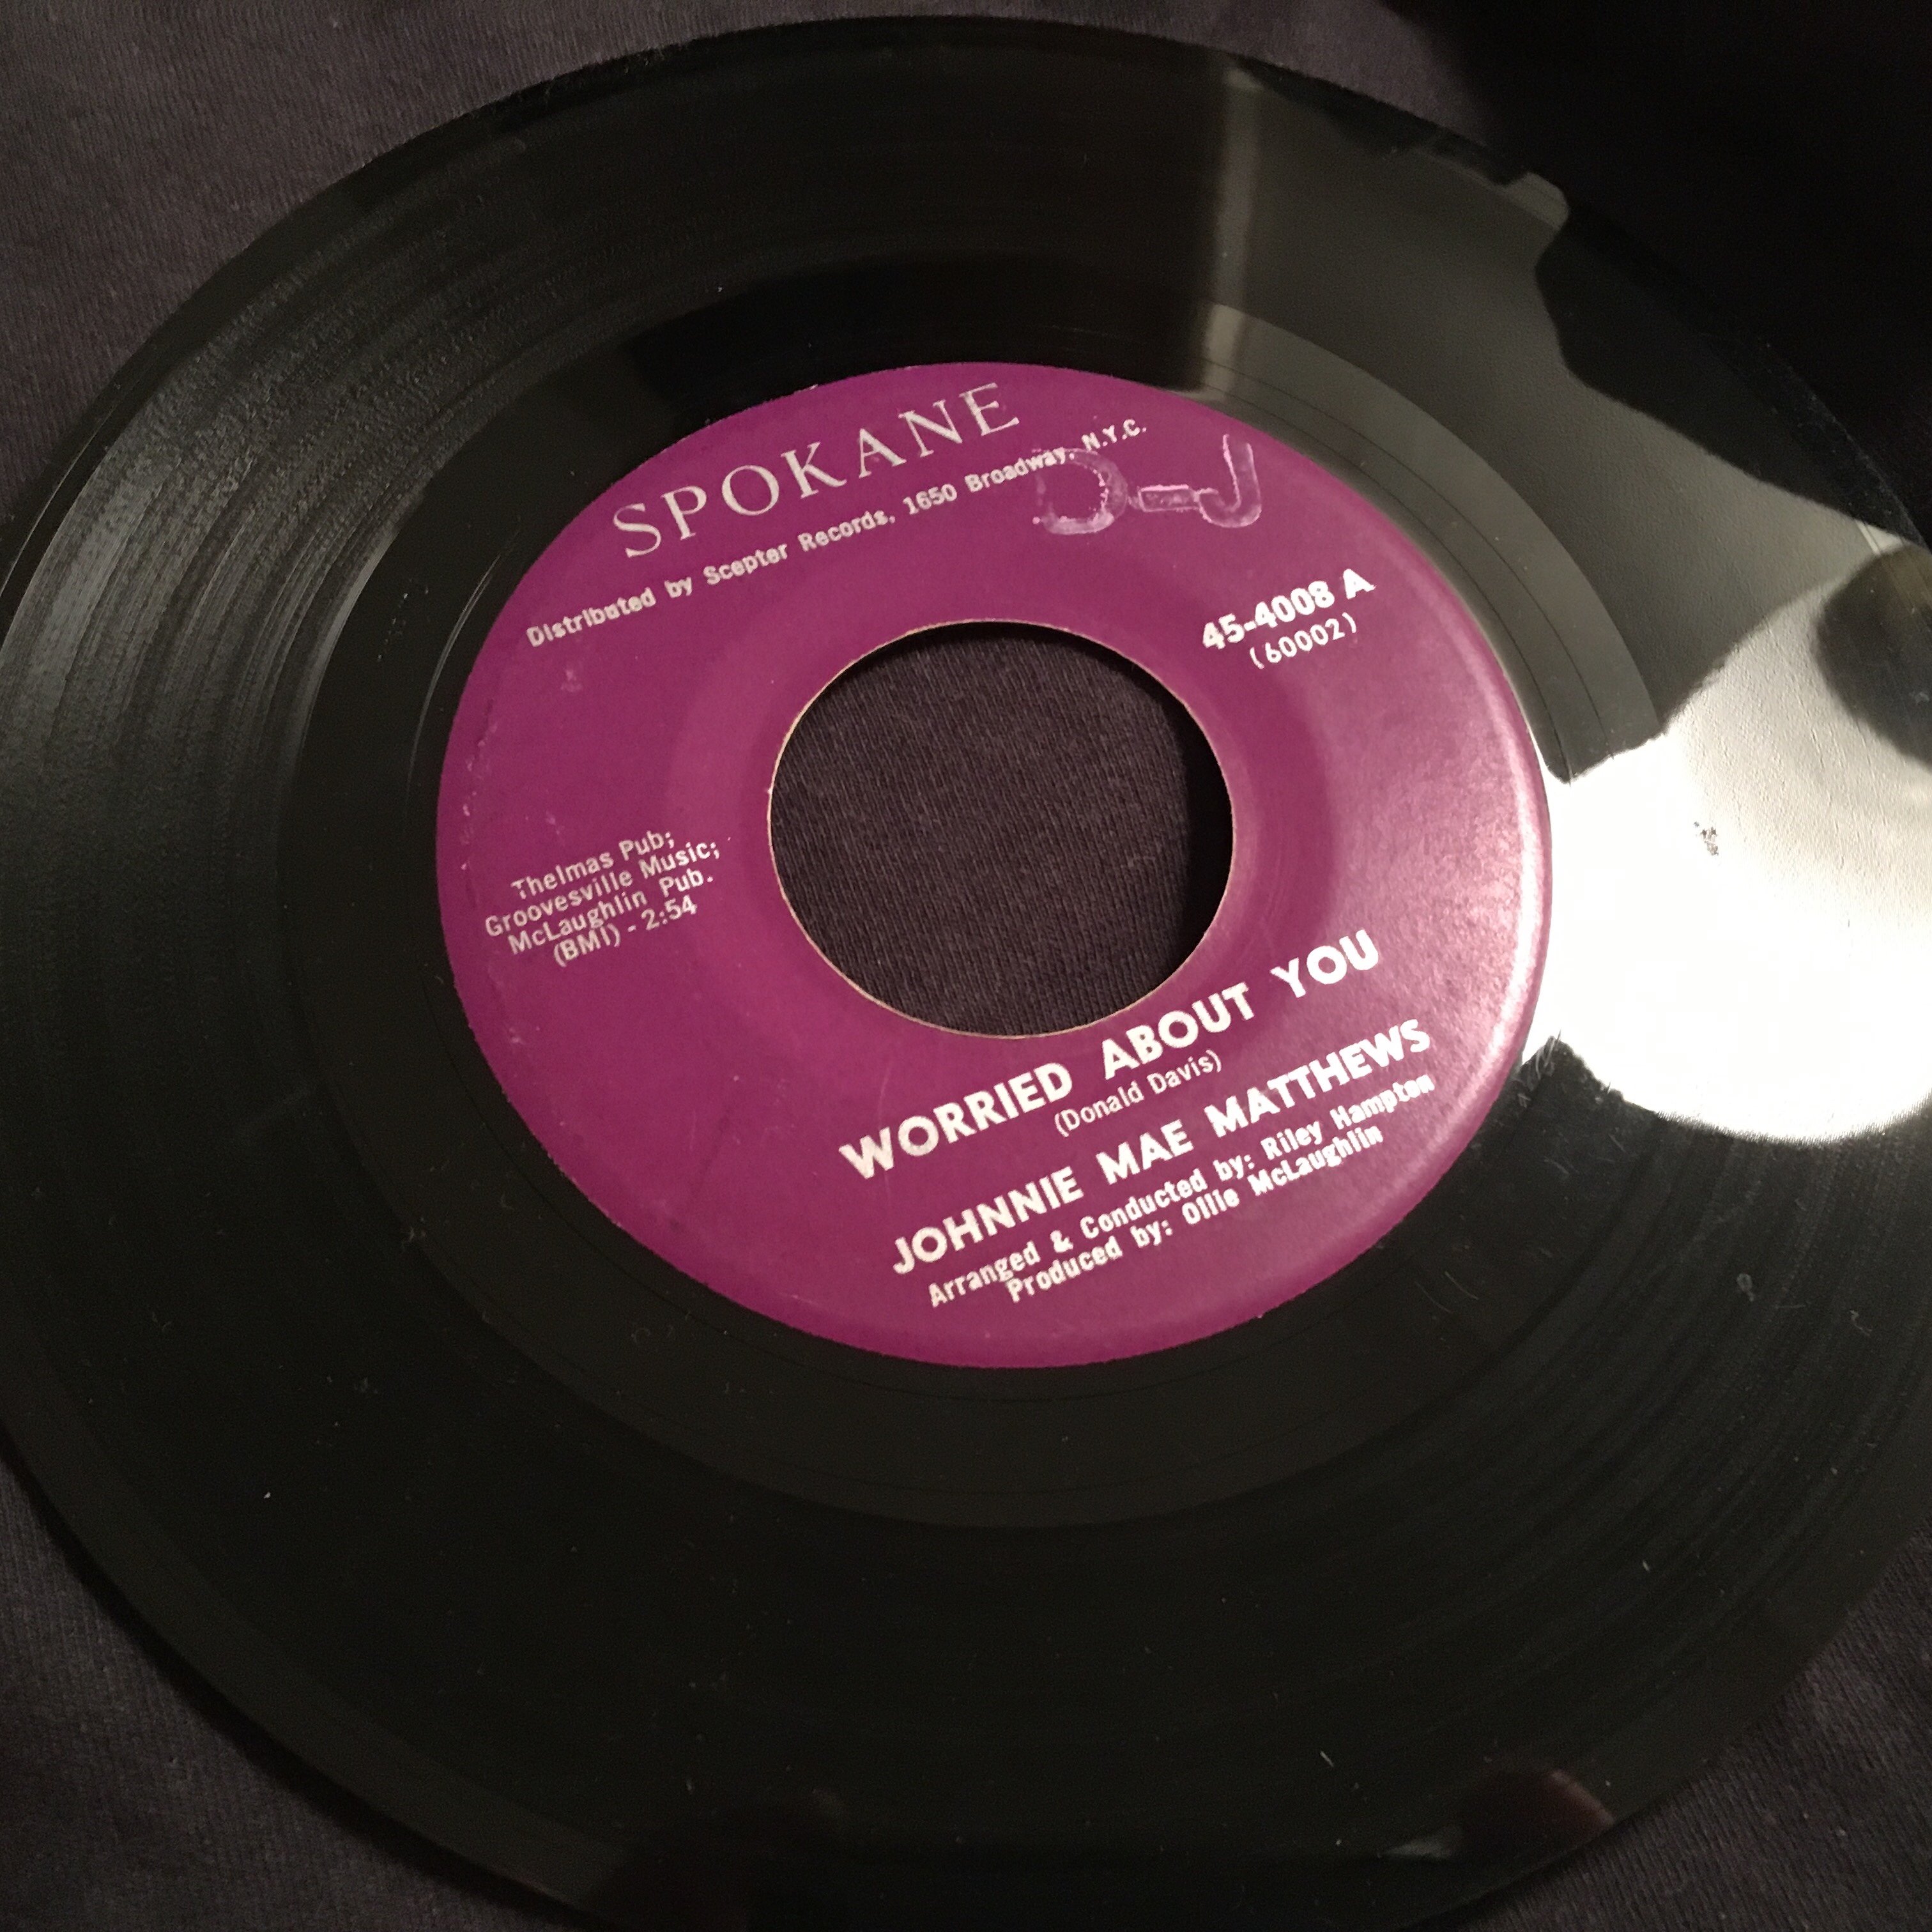 SPOKANE
Distributed by Scepter Records, 1650 Broadway, N.Y.C.
D-J
45-4008 A
(60002)
Thelmas Pub;
Groovesville Music;
McLaughlin Pub.
(BMI) - 2:54
WORRIED ABOUT YOU
(Donald Davis)
JOHNNIE MAE MATTHEWS
Arranged & Conducted by: Riley Hampton
Produced by: Ollie McLaughlin